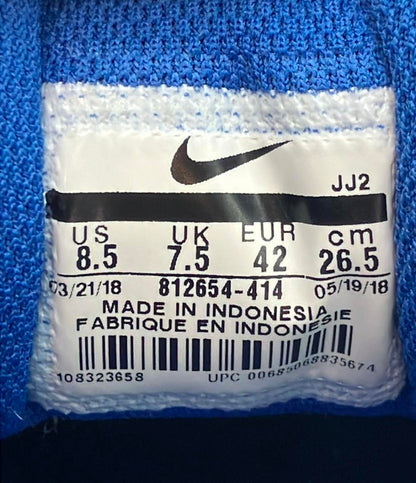 JJ2
US UK EUR cm
8.5 7.5 42 26.5
03/21/18 812654-414 05/19/18
MADE IN INDONESIA
FABRIQUE EN INDONESIE
108323658 UPC 00685068835674